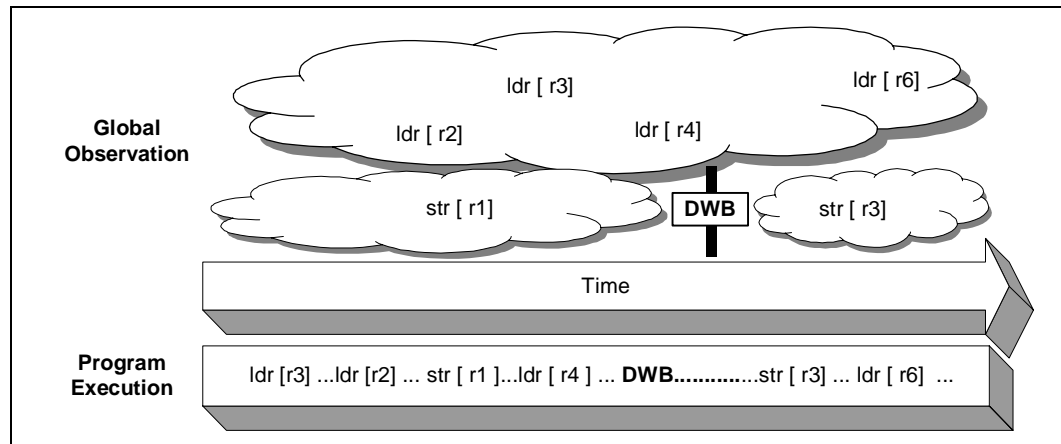 ldr [ r3]
ldr [ r6]
ldr [ r2]
ldr [ r4]
Global
Observation
str [ r1]
DWB
str [ r3]
Time
Program
Execution
ldr [r3] ...ldr [r2] ... str [ r1 ]...ldr [ r4 ] ... DWB..............str [ r3 ] ... ldr [ r6 ] ...